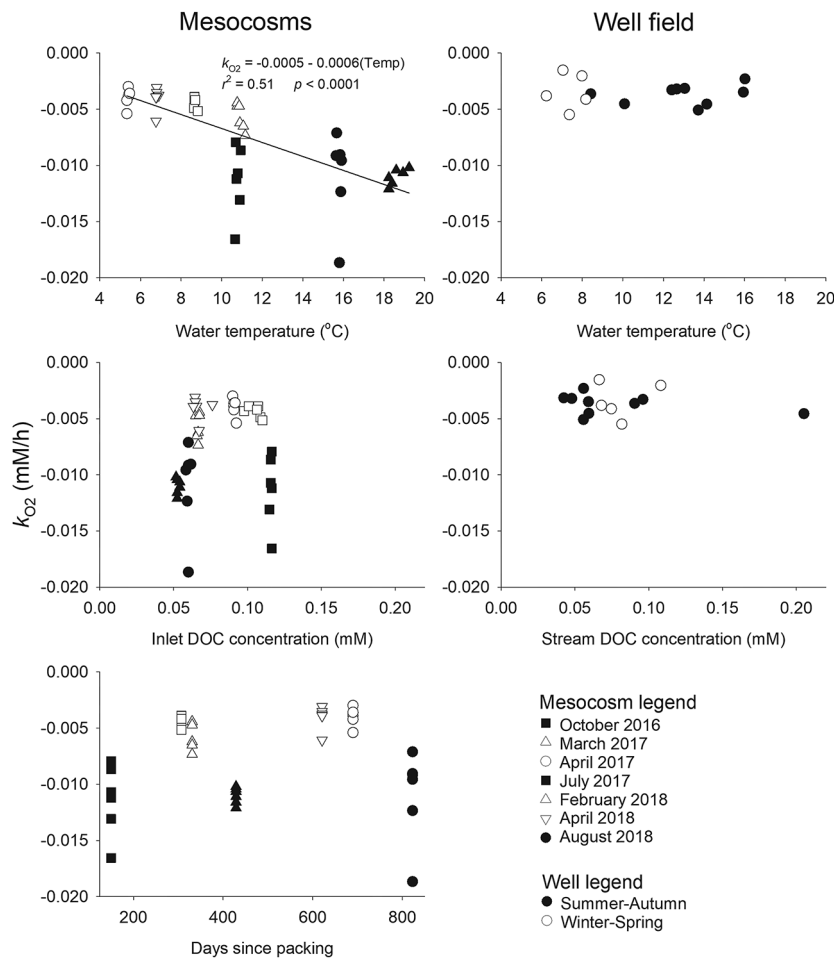 Mesocosms
Well field
kO2 = -0.0005 - 0.0006(Temp)
r2 = 0.51 p < 0.0001
0.000
-0.005
-0.010
-0.015
-0.020
4 6 8 10 12 14 16 18 20
Water temperature (oC)
0.000
-0.005
-0.010
-0.015
-0.020
4 6 8 10 12 14 16 18 20
Water temperature (oC)
kO2 (mM/h)
0.000
-0.005
-0.010
-0.015
-0.020
0.00 0.05 0.10 0.15 0.20
Inlet DOC concentration (mM)
0.000
-0.005
-0.010
-0.015
-0.020
0.00 0.05 0.10 0.15 0.20
Stream DOC concentration (mM)
0.000
-0.005
-0.010
-0.015
-0.020
200 400 600 800
Days since packing
Mesocosm legend
October 2016
March 2017
April 2017
July 2017
February 2018
April 2018
August 2018
Well legend
Summer-Autumn
Winter-Spring